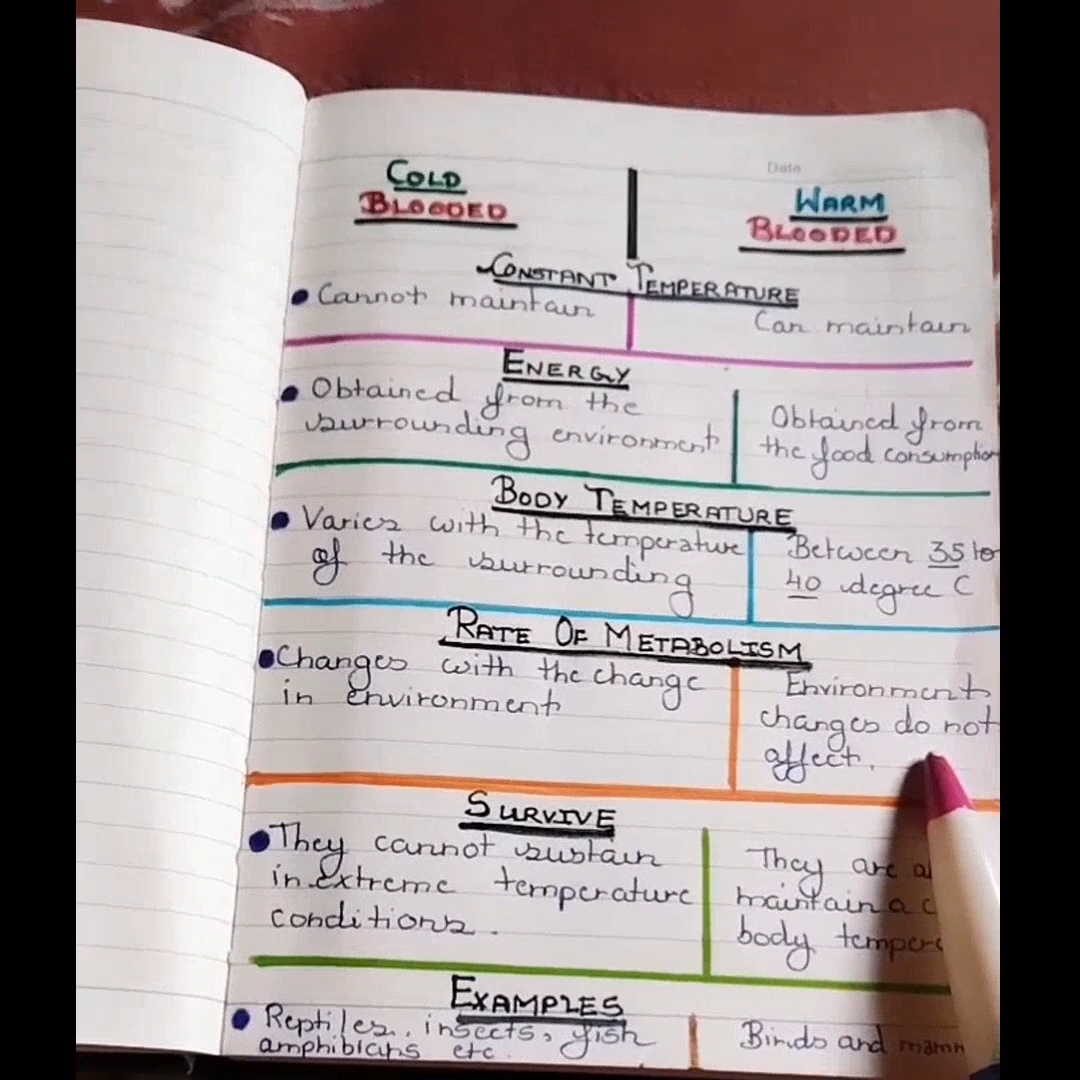 Date
COLD
BLOODED
WARM
BLOODED
CONSTANT TEMPERATURE
Cannot maintain
Can maintain
ENERGY
Obtained from the
surrounding environment
Obtained from
the food consumption
BODY TEMPERATURE
Varies with the temperature
of the surrounding
Between 35 to
40 degree C
RATE OF METABOLISM
Changes with the change
in environment
Environment
changes do not
affect.
SURVIVE
They cannot sustain
in extreme temperature
conditions.
They are
maintain a
body
EXAMPLES
Reptiles, insects, fish
amphibians etc.
Birds and